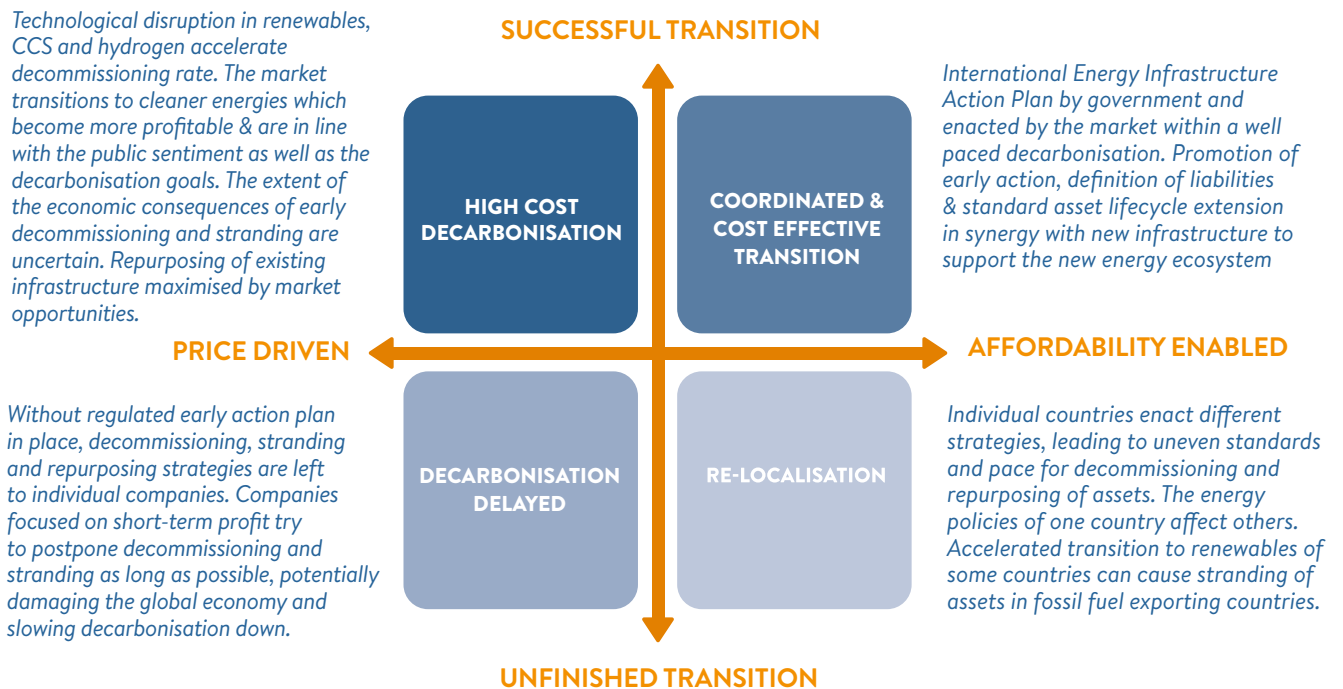 SUCCESSFUL TRANSITION
Technological disruption in renewables,
CCS and hydrogen accelerate
decommissioning rate. The market
transitions to cleaner energies which
become more profitable & are in line
with the public sentiment as well as the
decarbonisation goals. The extent of
the economic consequences of early
decommissioning and stranding are
uncertain. Repurposing of existing
infrastructure maximised by market
opportunities.
HIGH COST
DECARBONISATION
COORDINATED &
COST EFFECTIVE
TRANSITION
International Energy Infrastructure
Action Plan by government and
enacted by the market within a well
paced decarbonisation. Promotion of
early action, definition of liabilities
& standard asset lifecycle extension
in synergy with new infrastructure to
support the new energy ecosystem
PRICE DRIVEN
AFFORDABILITY ENABLED
Without regulated early action plan
in place, decommissioning, stranding
and repurposing strategies are left
to individual companies. Companies
focused on short-term profit try
to postpone decommissioning and
stranding as long as possible, potentially
damaging the global economy and
slowing decarbonisation down.
DECARBONISATION
DELAYED
RE-LOCALISATION
Individual countries enact different
strategies, leading to uneven standards
and pace for decommissioning and
repurposing of assets. The energy
policies of one country affect others.
Accelerated transition to renewables of
some countries can cause stranding of
assets in fossil fuel exporting countries.
UNFINISHED TRANSITION